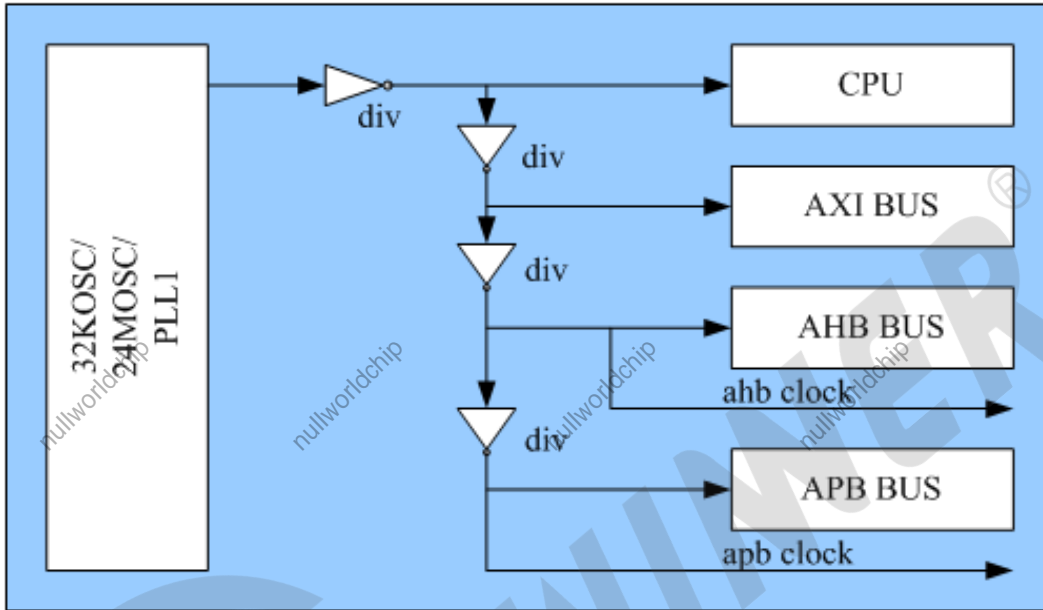 32KOSC/
24MOSC/
PLL1
div
CPU
div
AXI BUS
div
AHB BUS
ahb clock
div
APB BUS
apb clock
nullworldchip
nullworldchip
nullworldchip
nullworldchip
WINNER®